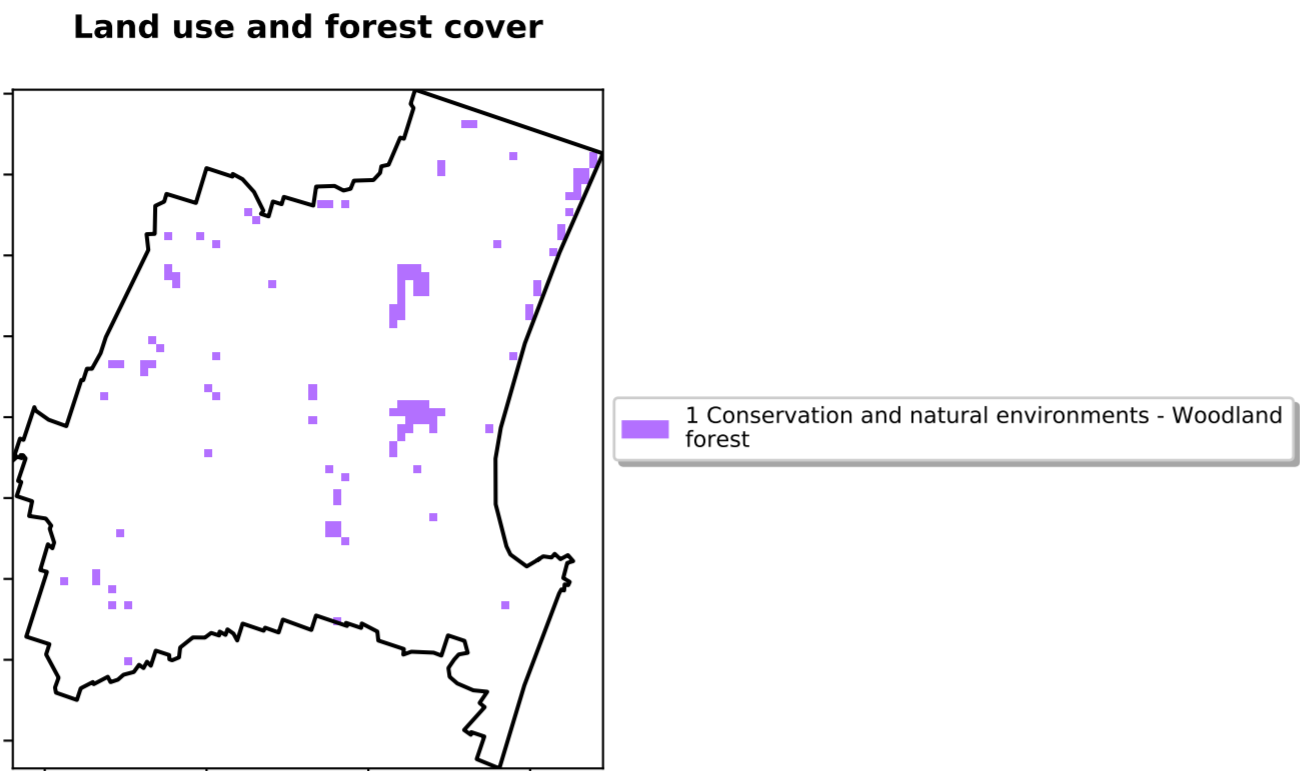 Land use and forest cover
1 Conservation and natural environments - Woodland
forest